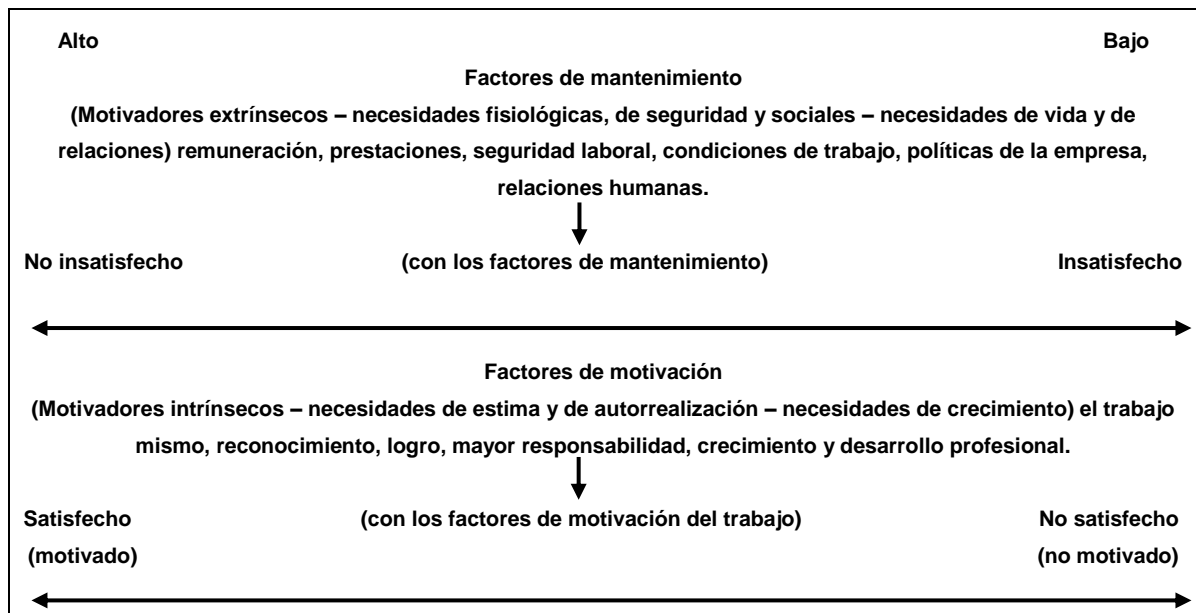 Alto Bajo
Factores de mantenimiento
(Motivadores extrínsecos – necesidades fisiológicas, de seguridad y sociales – necesidades de vida y de
relaciones) remuneración, prestaciones, seguridad laboral, condiciones de trabajo, políticas de la empresa,
relaciones humanas.
No insatisfecho (con los factores de mantenimiento) Insatisfecho
Factores de motivación
(Motivadores intrínsecos – necesidades de estima y de autorrealización – necesidades de crecimiento) el trabajo
mismo, reconocimiento, logro, mayor responsabilidad, crecimiento y desarrollo profesional.
Satisfecho (con los factores de motivación del trabajo) No satisfecho
(motivado) (no motivado)